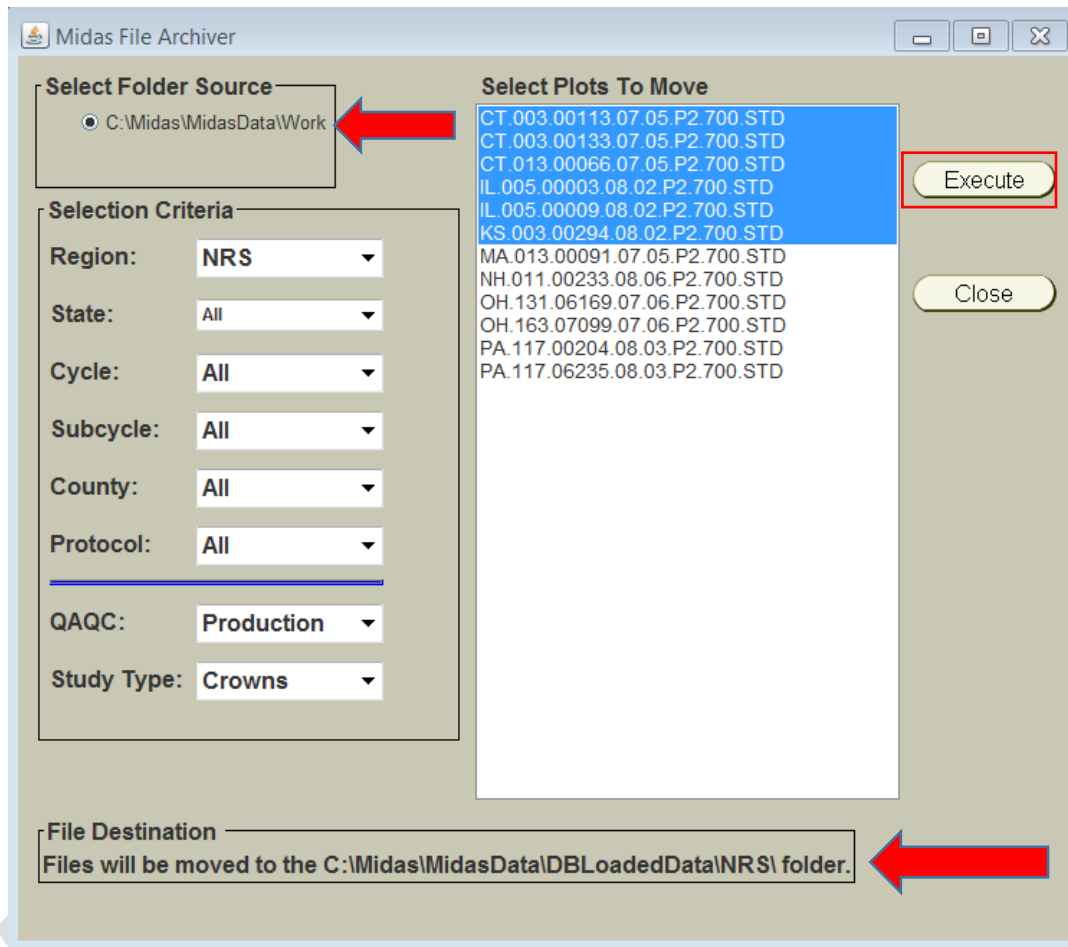 Midas File Archiver
Select Folder Source
C:\Midas\MidasData\Work
Selection Criteria
Region: NRS
State: All
Cycle: All
Subcycle: All
County: All
Protocol: All
QAQC: Production
Study Type: Crowns
Select Plots To Move
CT.003.00113.07.05.P2.700.STD
CT.003.00133.07.05.P2.700.STD
CT.013.00066.07.05.P2.700.STD
IL.005.00003.08.02.P2.700.STD
IL.005.00009.08.02.P2.700.STD
KS.003.00294.08.02.P2.700.STD
MA.013.00091.07.05.P2.700.STD
NH.011.00233.08.06.P2.700.STD
OH.131.06169.07.06.P2.700.STD
OH.163.07099.07.06.P2.700.STD
PA.117.00204.08.03.P2.700.STD
PA.117.06235.08.03.P2.700.STD
Execute
Close
File Destination
Files will be moved to the C:\Midas\MidasData\DBLoadedData\NRS\ folder.